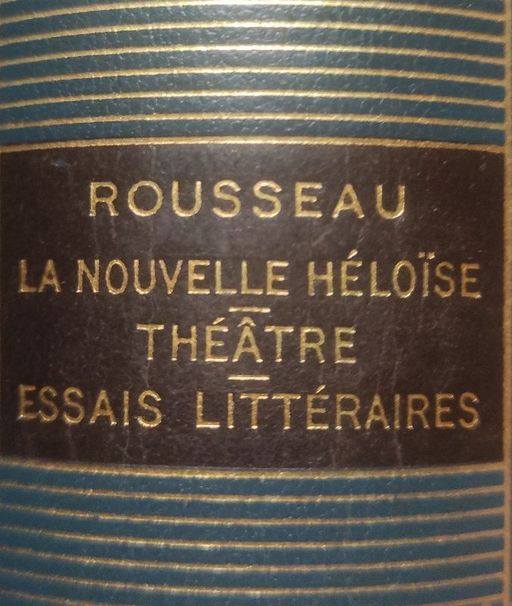 ROUSSEAU
LA NOUVELLE HÉLOÏSE
—
THÉÂTRE
—
ESSAIS LITTÉRAIRES